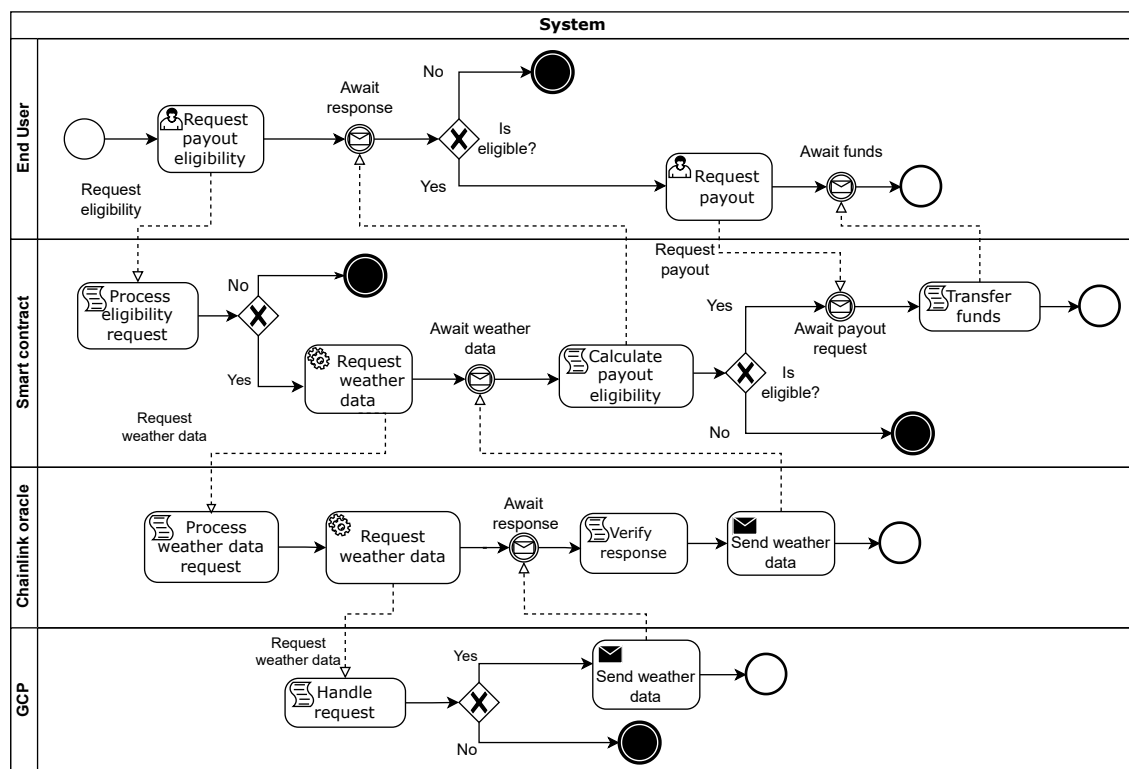 System
End User
Request
payout
eligibility
Await
response
No
Is
eligible?
Yes
Request
payout
Await funds
Request
eligibility
Request
payout
Smart contract
Process
eligibility
request
No
Yes
Request
weather
data
Await weather
data
Calculate
payout
eligibility
Yes
Is
eligible?
No
Await payout
request
Transfer
funds
Request
weather data
Chainlink oracle
Process
weather data
request
Request
weather data
Await
response
Verify
response
Send weather
data
Request
weather data
GCP
Handle
request
Yes
No
Send weather
data